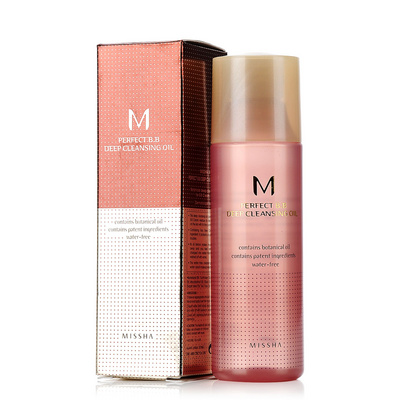 M
PERFECT B.B
DEEP CLEANSING OIL
contains botanical oil
contains patent ingredients
water-free
MISSHA
M
PERFECT B.B
DEEP CLEANSING OIL
contains botanical oil
contains patent ingredients
water-free
MISSHA